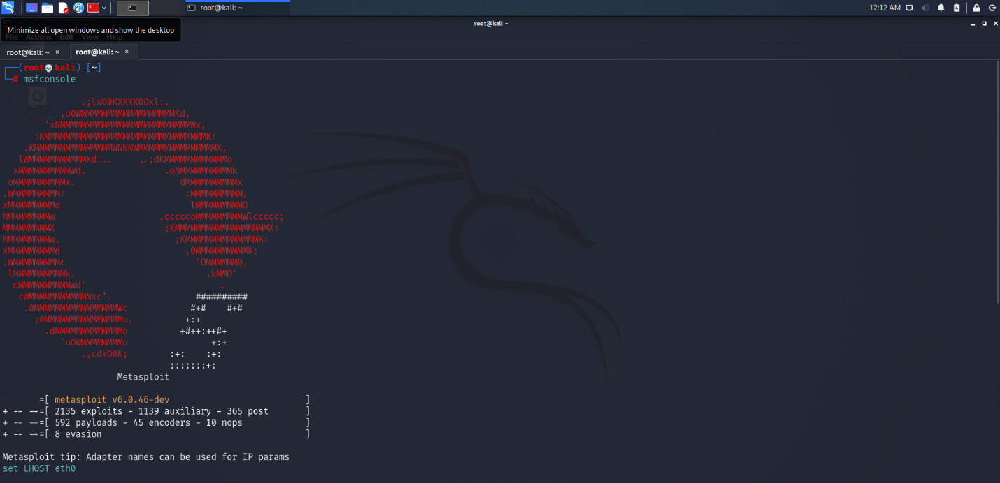 root@kali: ~
12:12 AM
root@kali: ~
Minimize all open windows and show the desktop
File Actions Edit View Help
root@kali: ~ × root@kali: ~ ×
(root💀kali)-[~]
# msfconsole
.;lxO0KXXXK0Oxl:.
,o0WMMMMMMMMMMMMMMMMMMKd,
'xNMMMMMMMMMMMMMMMMMMMMMMMMMWx,
:KMMMMMMMMMMMMMMMMMMMMMMMMMMMMMMMK:
.KMMMMMMMMMMMMMMMWNNNWMMMMMMMMMMMMMMMX,
lWMMMMMMMMMMMXd:.. ..;dKMMMMMMMMMMMMo
xMMMMMMMMMMWd. .oNMMMMMMMMMMk
oMMMMMMMMMMx. dMMMMMMMMMMx
.WMMMMMMMMM: :MMMMMMMMMM,
xMMMMMMMMMo lMMMMMMMMMO
NMMMMMMMMW ,cccccoMMMMMMMMMWlccccc;
MMMMMMMMMX ;KMMMMMMMMMMMMMMMMMMX:
NMMMMMMMMW. ;KMMMMMMMMMMMMMMX:
xMMMMMMMMMd ,0MMMMMMMMMMK;
.WMMMMMMMMMc 'OMMMMMM0,
lMMMMMMMMMMk. .kMMO'
dMMMMMMMMMMWd' ..
cWMMMMMMMMMMMNxc'. ##########
.0MMMMMMMMMMMMMMMMWc #+# #+#
;0MMMMMMMMMMMMMMMo. +:+
.dNMMMMMMMMMMMMo +#++:++#+
'oOWMMMMMMMMo +:+
.,cdkO0K; :+: :+:
:::::::+:
Metasploit
=[ metasploit v6.0.46-dev ]
+ -- --=[ 2135 exploits - 1139 auxiliary - 365 post ]
+ -- --=[ 592 payloads - 45 encoders - 10 nops ]
+ -- --=[ 8 evasion ]
Metasploit tip: Adapter names can be used for IP params
set LHOST eth0